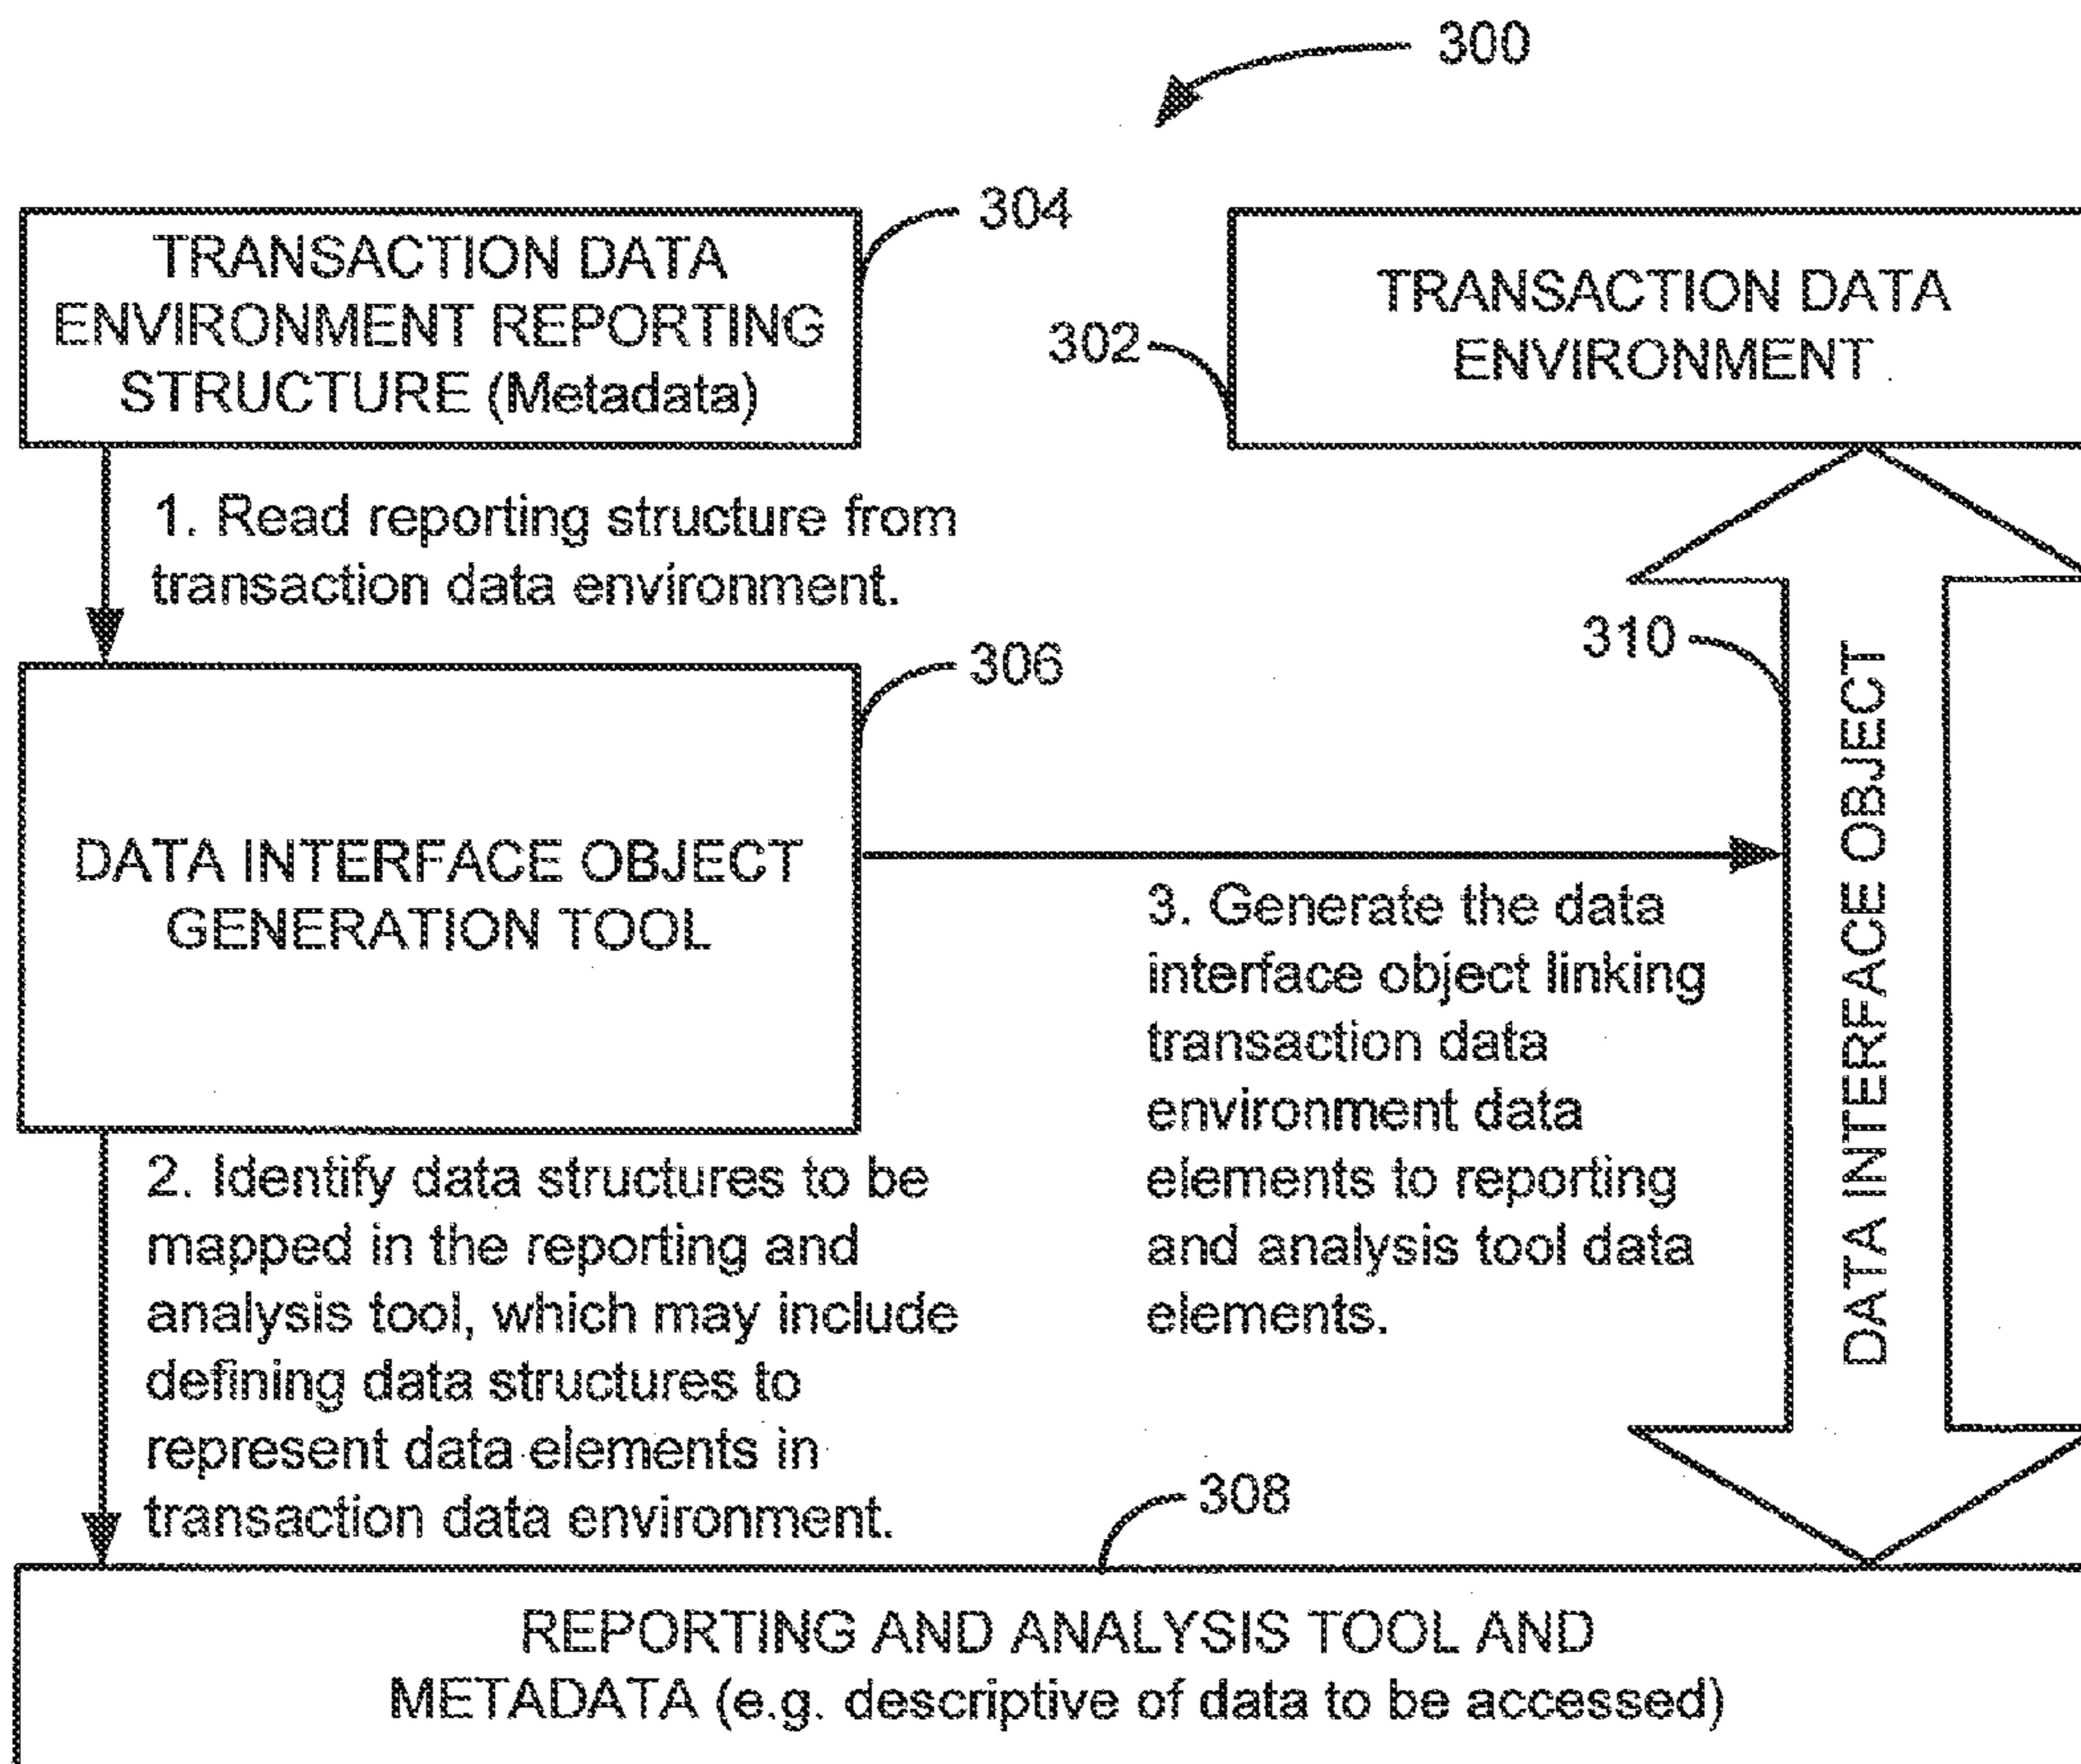 300
304
TRANSACTION DATA
ENVIRONMENT REPORTING
STRUCTURE (Metadata)
302
TRANSACTION DATA
ENVIRONMENT
1. Read reporting structure from
transaction data environment.
306
310
DATA INTERFACE OBJECT
GENERATION TOOL
DATA INTERFACE OBJECT
3. Generate the data
interface object linking
transaction data
environment data
elements to reporting
and analysis tool data
elements.
2. Identify data structures to be
mapped in the reporting and
analysis tool, which may include
defining data structures to
represent data elements in
transaction data environment.
308
REPORTING AND ANALYSIS TOOL AND
METADATA (e.g. descriptive of data to be accessed)